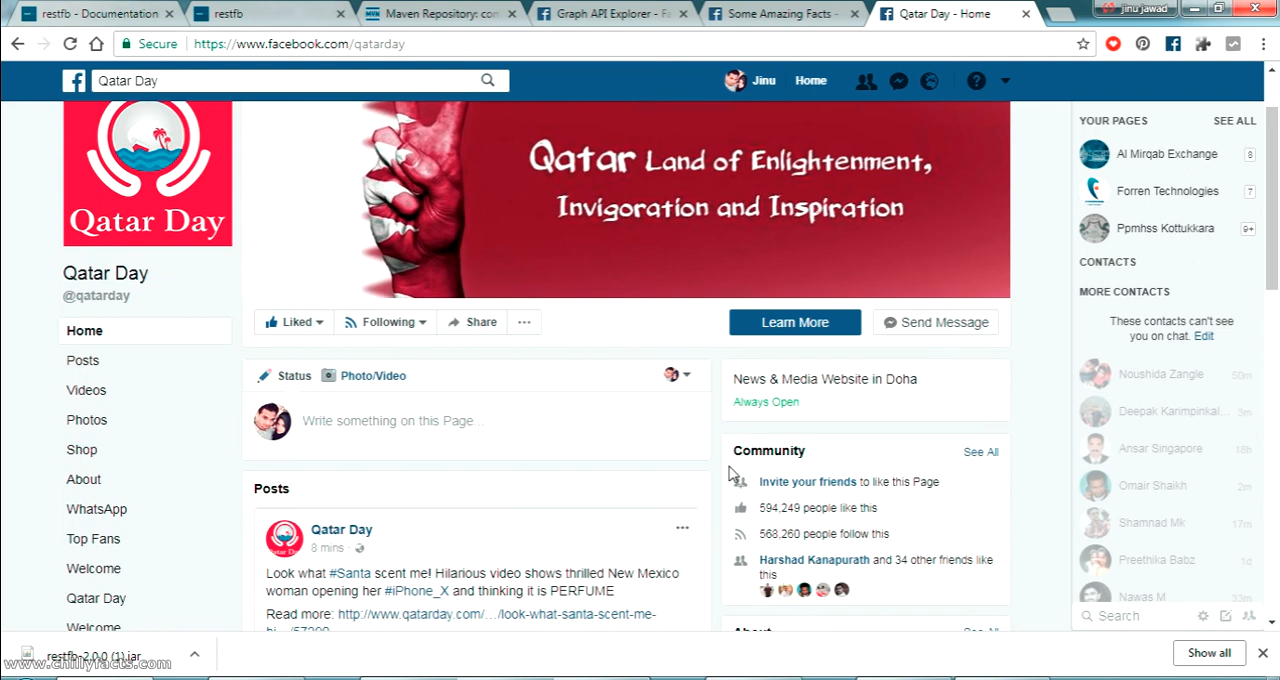 restfb - Documentation
restfb
Maven Repository: com
Graph API Explorer - Fa
Some Amazing Facts -
Qatar Day - Home
jinu jawad
Secure
https://www.facebook.com/qatarday
Qatar Day
Jinu
Home
Qatar Day
Qatar Land of Enlightenment,
Invigoration and Inspiration
Qatar Day
@qatarday
Home
Posts
Videos
Photos
Shop
About
WhatsApp
Top Fans
Welcome
Qatar Day
Welcome
Liked
Following
Share
Learn More
Send Message
Status
Photo/Video
Write something on this Page...
Posts
Qatar Day
8 mins
Look what #Santa scent me! Hilarious video shows thrilled New Mexico
woman opening her #iPhone_X and thinking it is PERFUME
Read more: http://www.qatarday.com/…/look-what-santa-scent-me-
News & Media Website in Doha
Always Open
Community
See All
Invite your friends to like this Page
594,249 people like this
568,260 people follow this
Harshad Kanapurath and 34 other friends like
this
About
See All
YOUR PAGES
SEE ALL
Al Mirqab Exchange
8
Forren Technologies
7
Ppmhss Kottukkara
9+
CONTACTS
MORE CONTACTS
These contacts can't see
you on chat. Edit
Noushida Zangle
50m
Deepak Karimpinkal...
3m
Ansar Singapore
18h
Omair Shaikh
2m
Shamnad Mk
17m
Preethika Babz
1d
Nawas M
33m
Search
restfb-2.0.0 (1).jar
www.chillyfacts.com
Show all